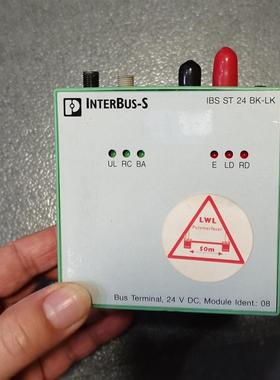 INTERBUS-S
IBS ST 24 BK-LK
UL RC BA
E LD RD
LWL
Polymerfaser
50m
Bus Terminal, 24 V DC, Module Ident.: 08